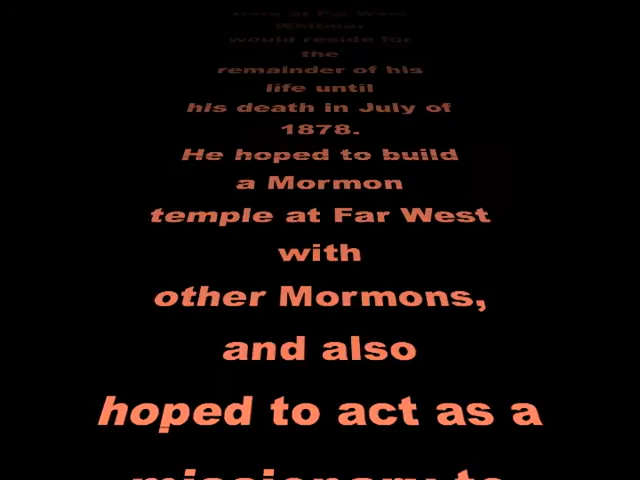 here at Far West
Whitmer,
would reside for
the
remainder of his
life until
his death in July of
1878.
He hoped to build
a Mormon
temple at Far West
with
other Mormons,
and also
hoped to act as a
missionary to